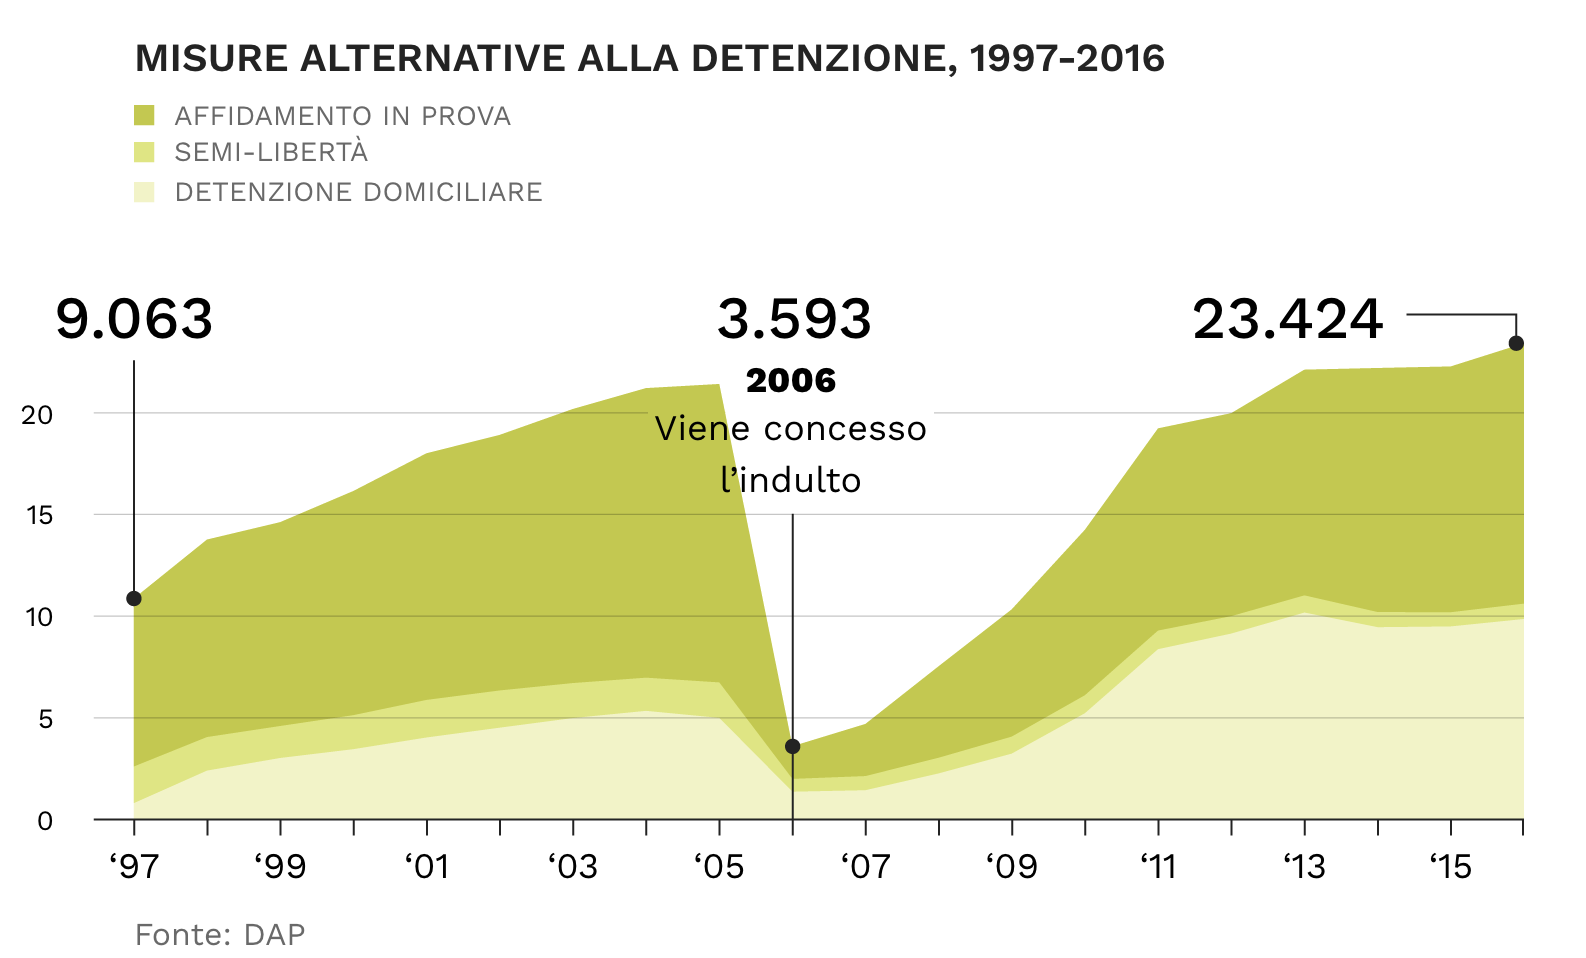 MISURE ALTERNATIVE ALLA DETENZIONE, 1997-2016
AFFIDAMENTO IN PROVA
SEMI-LIBERTÀ
DETENZIONE DOMICILIARE
9.063
3.593
23.424
2006
Viene concesso
l’indulto
20
15
10
5
0
‘97 ‘99 ‘01 ‘03 ‘05 ‘07 ‘09 ‘11 ‘13 ‘15
Fonte: DAP